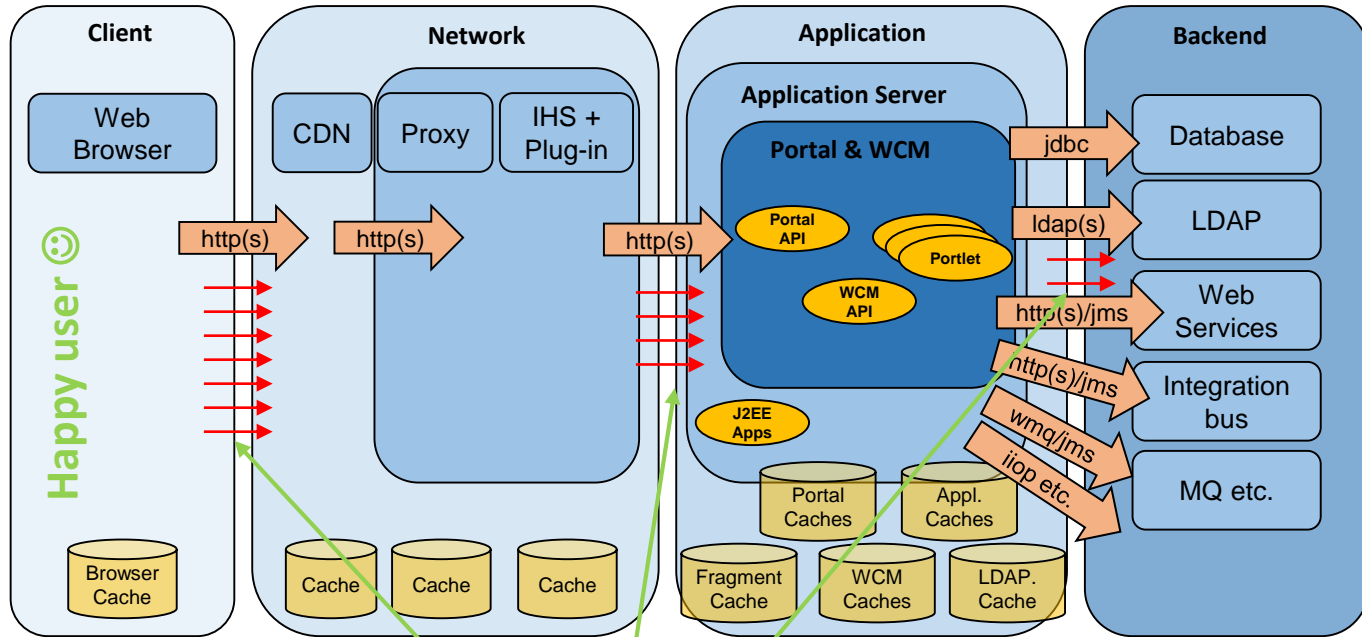 Client
Network
Application
Backend
Web
Browser
CDN
Proxy
IHS +
Plug-in
Application Server
Portal & WCM
jdbc
Database
http(s)
http(s)
http(s)
Portal
API
Portlet
WCM
API
ldap(s)
LDAP
http(s)/jms
Web
Services
http(s)/jms
Integration
bus
wmq/jms
iiop etc.
MQ etc.
J2EE
Apps
Happy user ☺
Portal
Caches
Appl.
Caches
Browser
Cache
Cache
Cache
Cache
Fragment
Cache
WCM
Caches
LDAP.
Cache